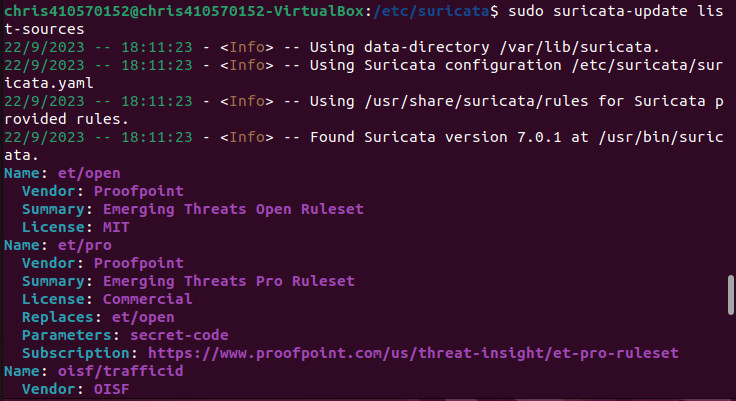 chris410570152@chris410570152-VirtualBox:/etc/suricata$ sudo suricata-update lis
t-sources
22/9/2023 -- 18:11:23 - <Info> -- Using data-directory /var/lib/suricata.
22/9/2023 -- 18:11:23 - <Info> -- Using Suricata configuration /etc/suricata/sur
icata.yaml
22/9/2023 -- 18:11:23 - <Info> -- Using /usr/share/suricata/rules for Suricata p
rovided rules.
22/9/2023 -- 18:11:23 - <Info> -- Found Suricata version 7.0.1 at /usr/bin/suric
ata.
Name: et/open
  Vendor: Proofpoint
  Summary: Emerging Threats Open Ruleset
  License: MIT
Name: et/pro
  Vendor: Proofpoint
  Summary: Emerging Threats Pro Ruleset
  License: Commercial
  Replaces: et/open
  Parameters: secret-code
  Subscription: https://www.proofpoint.com/us/threat-insight/et-pro-ruleset
Name: oisf/trafficid
  Vendor: OISF